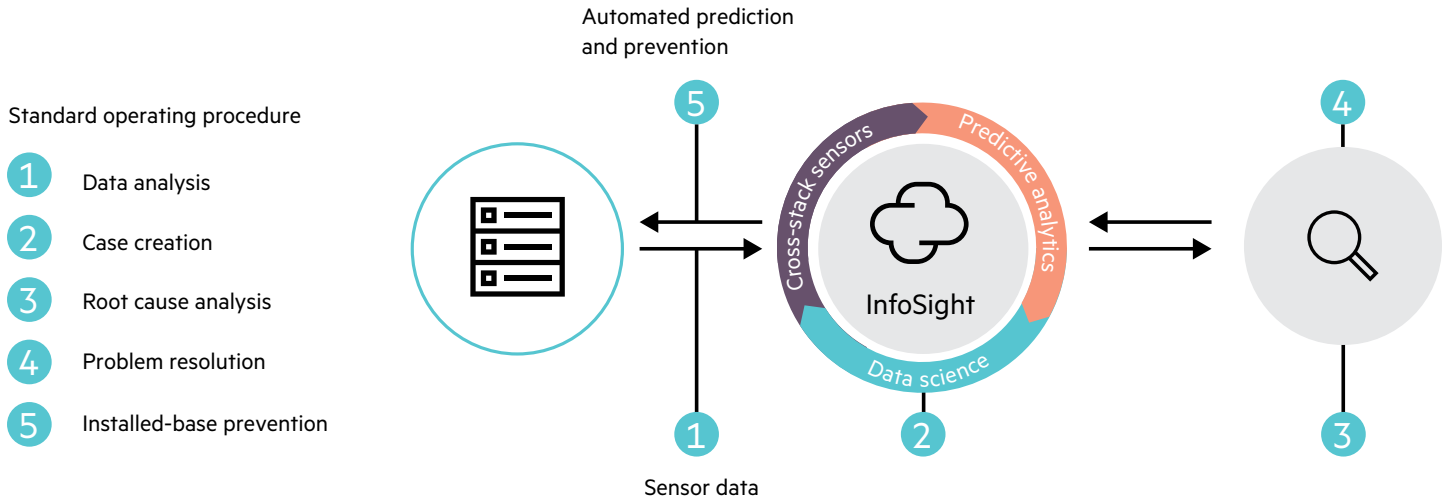 Automated prediction
and prevention
Standard operating procedure
1 Data analysis
2 Case creation
3 Root cause analysis
4 Problem resolution
5 Installed-base prevention
5
4
Cross-stack sensors
Predictive analytics
InfoSight
Data science
1
2
3
Sensor data